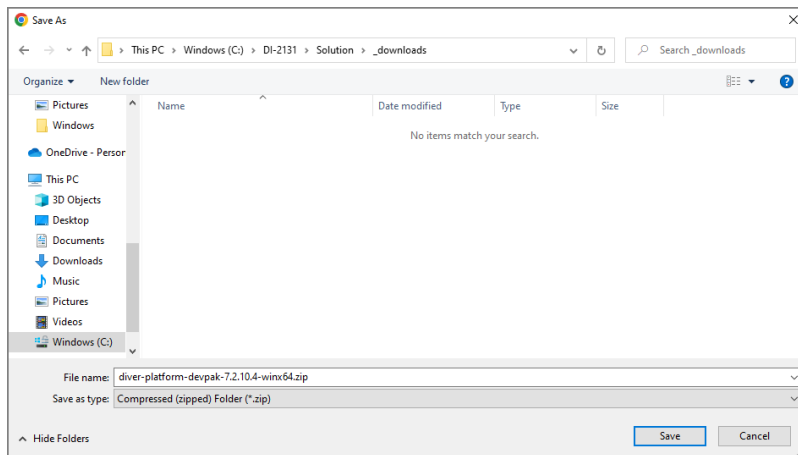 Save As
This PC > Windows (C:) > DI-2131 > Solution > _downloads
Search _downloads
Organize
New folder
Name
Date modified
Type
Size
No items match your search.
Pictures
Windows
OneDrive - Person
This PC
3D Objects
Desktop
Documents
Downloads
Music
Pictures
Videos
Windows (C:)
File name: diver-platform-devpak-7.2.10.4-winx64.zip
Save as type: Compressed (zipped) Folder (*.zip)
Hide Folders
Save
Cancel